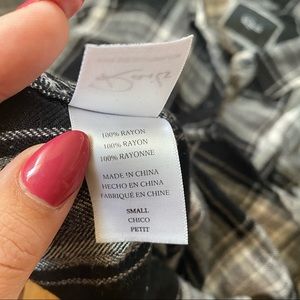 100% RAYON
100% RAYON
100% RAYONNE
MADE IN CHINA
HECHO EN CHINA
FABRIQUÉ EN CHINE
SMALL
CHICO
PETIT